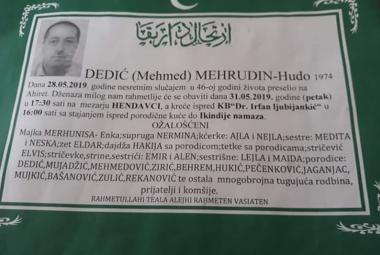 DEDIĆ (Mehmed) MEHRUDIN-Huđo 1974
Dana 28.05.2019. godine nesretnim slučajem u 46-oj godini života preselio na
Ahiret. Dženaza milog nam rahmetlije će se obaviti dana 31.05.2019. godine (petak)
u 17:30 sati na mezarju HENDAVCI, a kreće ispred KB"Dr. Irfan ljubijankić" u
16:00 sati sa stajanjem ispred porodične kuće do Ikindije namaza.
OŽALOŠĆENI
Majka MERHUNISA- Enka;supruga NERMINA;kćerke: AJLA i NEJLA;sestre: MEDITA
i NESKA;zet ELDAR;dajdža HAKIJA sa porodicom;tetke sa porodicama;stričević
ELVIS;stričevke,strine,sestrići: EMIR i ALEN;sestrišne: LEJLA i MAIDA;porodice:
DEDIĆ,MUJADŽIĆ,MEHMEDOVIĆ,ZIRIĆ,BEHREM,HUKIĆ,PEČENKOVIĆ,JAGANJAC,
MUJKIĆ,BAŠANOVIĆ,ZULIĆ,REKANOVIĆ te ostala mnogobrojna tugujuća rodbina,
prijatelji i komšije.
RAHMETULLAHI TEALA ALEJHI RAHMETEN VASIATEN